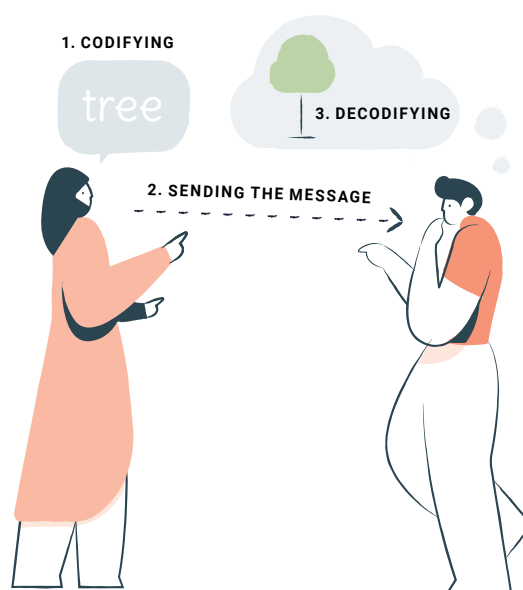 1. CODIFYING
tree
3. DECODIFYING
2. SENDING THE MESSAGE